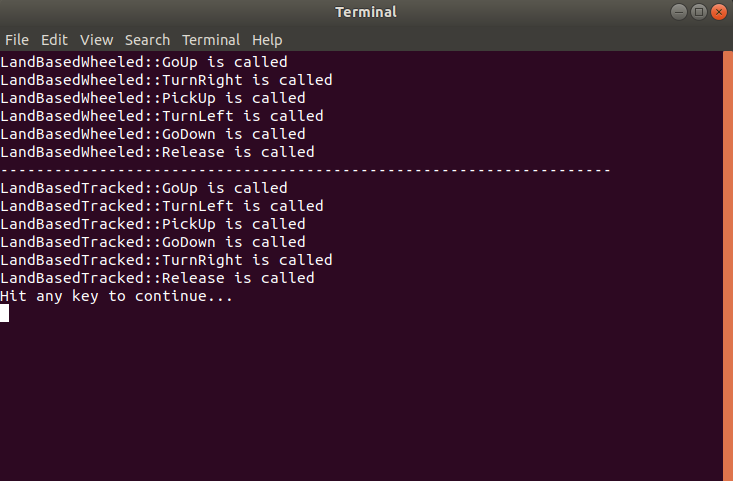 Terminal
File Edit View Search Terminal Help
LandBasedWheeled::GoUp is called
LandBasedWheeled::TurnRight is called
LandBasedWheeled::PickUp is called
LandBasedWheeled::TurnLeft is called
LandBasedWheeled::GoDown is called
LandBasedWheeled::Release is called
--------------------------------------------------------------------
LandBasedTracked::GoUp is called
LandBasedTracked::TurnLeft is called
LandBasedTracked::PickUp is called
LandBasedTracked::GoDown is called
LandBasedTracked::TurnRight is called
LandBasedTracked::Release is called
Hit any key to continue...